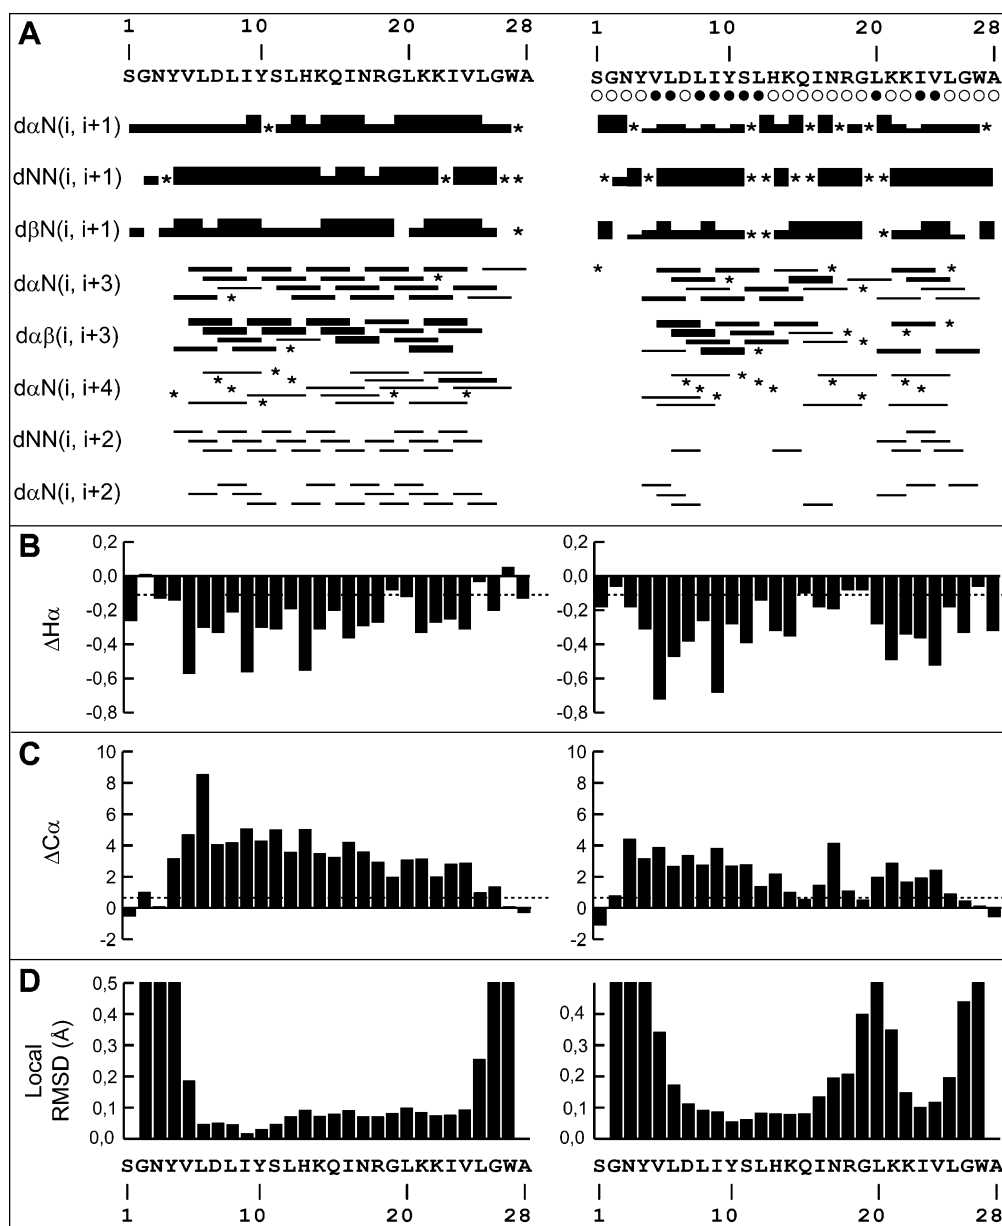 A
1 10 20 28
1 10 20 28
SGNYVLDLIYSLHKQINRGLKKIVLGWA
SGNYVLDLIYSLHKQINRGLKKIVLGWA
dαN(i, i+1)
dNN(i, i+1)
dβN(i, i+1)
dαN(i, i+3)
dαβ(i, i+3)
dαN(i, i+4)
dNN(i, i+2)
dαN(i, i+2)
B
ΔHα
0,2
0,0
-0,2
-0,4
-0,6
-0,8
0,2
0,0
-0,2
-0,4
-0,6
-0,8
C
ΔCα
10
8
6
4
2
0
-2
10
8
6
4
2
0
-2
D
Local
RMSD (Å)
0,5
0,4
0,3
0,2
0,1
0,0
0,4
0,3
0,2
0,1
0,0
SGNYVLDLIYSLHKQINRGLKKIVLGWA
SGNYVLDLIYSLHKQINRGLKKIVLGWA
1 10 20 28
1 10 20 28